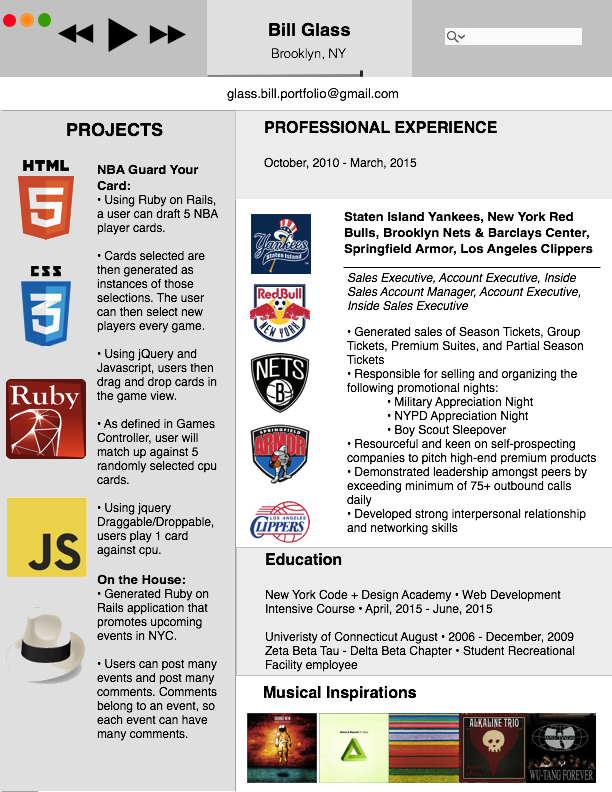 Bill Glass
Brooklyn, NY
glass.bill.portfolio@gmail.com
PROJECTS
HTML
5
CSS
3
Ruby
JS
NBA Guard Your
Card:
• Using Ruby on Rails,
a user can draft 5 NBA
player cards.
• Cards selected are
then generated as
instances of those
selections. The user
can then select new
players every game.
• Using jQuery and
Javascript, users then
drag and drop cards in
the game view.
• As defined in Games
Controller, user will
match up against 5
randomly selected cpu
cards.
• Using jquery
Draggable/Droppable,
users play 1 card
against cpu.
On the House:
• Generated Ruby on
Rails application that
promotes upcoming
events in NYC.
• Users can post many
events and post many
comments. Comments
belong to an event, so
each event can have
many comments.
PROFESSIONAL EXPERIENCE
October, 2010 - March, 2015
Yankees
STATEN ISLAND
Red Bull
NEW YORK
NETS
B
SPRINGFIELD
ARMOR
LOS ANGELES
CLIPPERS
Staten Island Yankees, New York Red
Bulls, Brooklyn Nets & Barclays Center,
Springfield Armor, Los Angeles Clippers
Sales Executive, Account Executive, Inside
Sales Account Manager, Account Executive,
Inside Sales Executive
• Generated sales of Season Tickets, Group
Tickets, Premium Suites, and Partial Season
Tickets
• Responsible for selling and organizing the
following promotional nights:
• Military Appreciation Night
• NYPD Appreciation Night
• Boy Scout Sleepover
• Resourceful and keen on self-prospecting
companies to pitch high-end premium products
• Demonstrated leadership amongst peers by
exceeding minimum of 75+ outbound calls
daily
• Developed strong interpersonal relationship
and networking skills
Education
New York Code + Design Academy • Web Development
Intensive Course • April, 2015 - June, 2015
Univeristy of Connecticut August • 2006 - December, 2009
Zeta Beta Tau - Delta Beta Chapter • Student Recreational
Facility employee
Musical Inspirations
ALKALINE TRIO
WU-TANG FOREVER